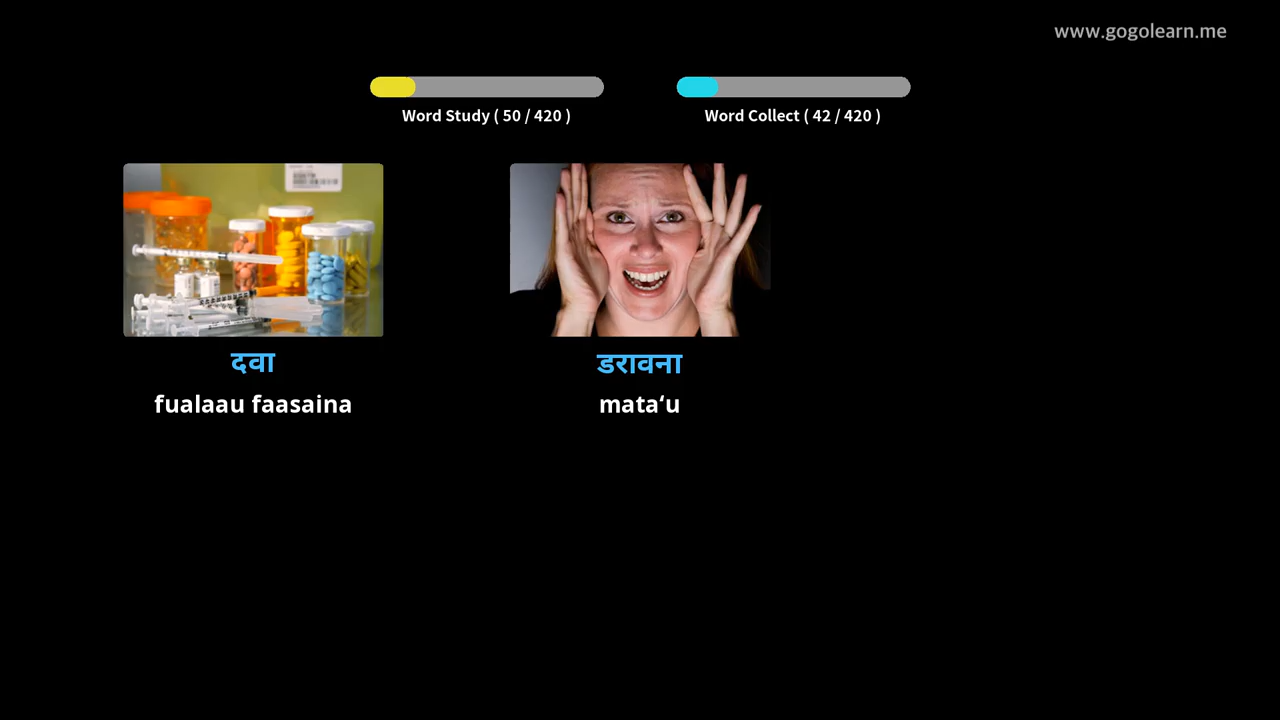 www.gogolearn.me
Word Study ( 50 / 420 )
Word Collect ( 42 / 420 )
दवा
डरावना
fualaau faasaina
mata‘u